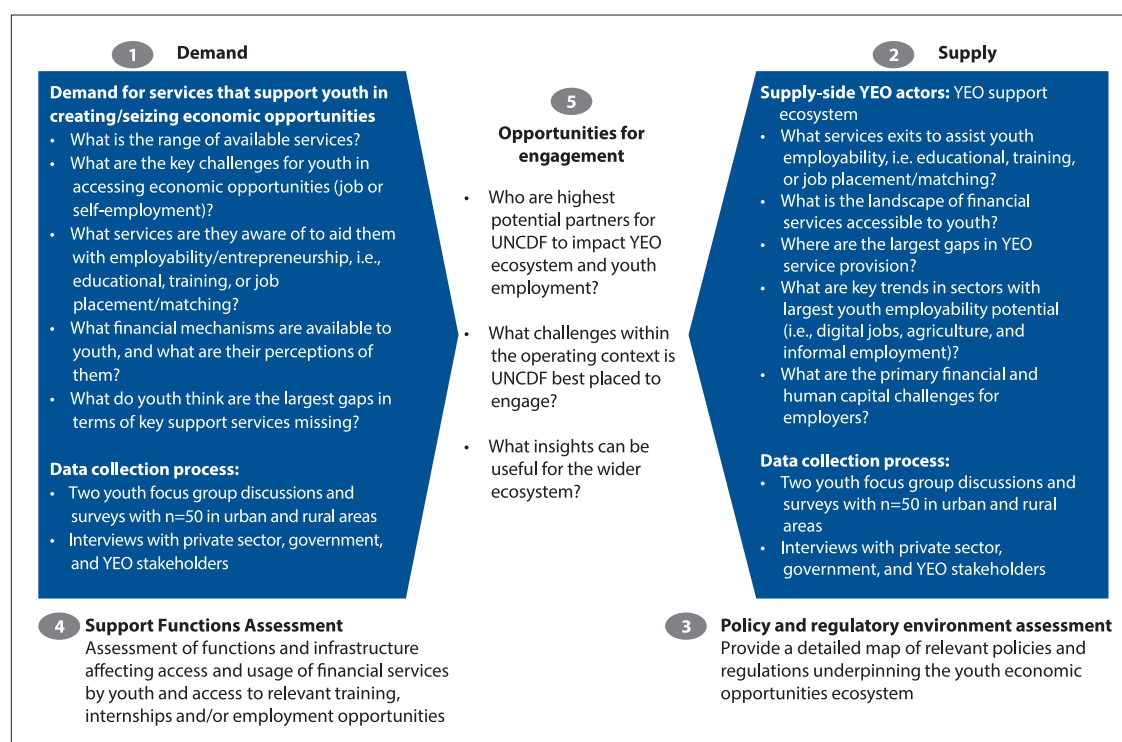 1 Demand
Demand for services that support youth in
creating/seizing economic opportunities
• What is the range of available services?
• What are the key challenges for youth in
accessing economic opportunities (job or
self-employment)?
• What services are they aware of to aid them
with employability/entrepreneurship, i.e.,
educational, training, or job
placement/matching?
• What financial mechanisms are available to
youth, and what are their perceptions of
them?
• What do youth think are the largest gaps in
terms of key support services missing?
Data collection process:
• Two youth focus group discussions and
surveys with n=50 in urban and rural areas
• Interviews with private sector, government,
and YEO stakeholders
5
Opportunities for
engagement
• Who are highest
potential partners for
UNCDF to impact YEO
ecosystem and youth
employment?
• What challenges within
the operating context is
UNCDF best placed to
engage?
• What insights can be
useful for the wider
ecosystem?
2 Supply
Supply-side YEO actors: YEO support
ecosystem
• What services exits to assist youth
employability, i.e. educational, training,
or job placement/matching?
• What is the landscape of financial
services accessible to youth?
• Where are the largest gaps in YEO
service provision?
• What are key trends in sectors with
largest youth employability potential
(i.e., digital jobs, agriculture, and
informal employment)?
• What are the primary financial and
human capital challenges for
employers?
Data collection process:
• Two youth focus group discussions and
surveys with n=50 in urban and rural
areas
• Interviews with private sector,
government, and YEO stakeholders
4 Support Functions Assessment
Assessment of functions and infrastructure
affecting access and usage of financial services
by youth and access to relevant training,
internships and/or employment opportunities
3 Policy and regulatory environment assessment
Provide a detailed map of relevant policies and
regulations underpinning the youth economic
opportunities ecosystem